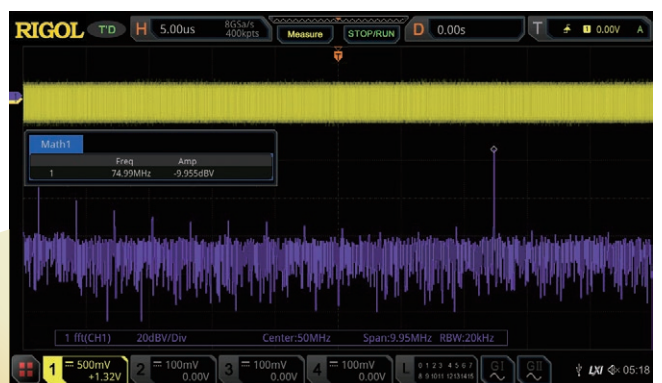 RIGOL T'D H 5.00us 8GSa/s 400kpts Measure STOP/RUN D 0.00s T 1 0.00V A
T
Math1
Freq Amp
1 74.99MHz -9.955dBV
1 fft(CH1) 20dBV/Div Center:50MHz Span:9.95MHz RBW:20kHz
1 500mV +1.32V 2 100mV 0.00V 3 100mV 0.00V 4 100mV 0.00V L 0 1 2 3 4 5 6 7 8 9 10 11 12 13 14 15 GI GII LXI 05:18